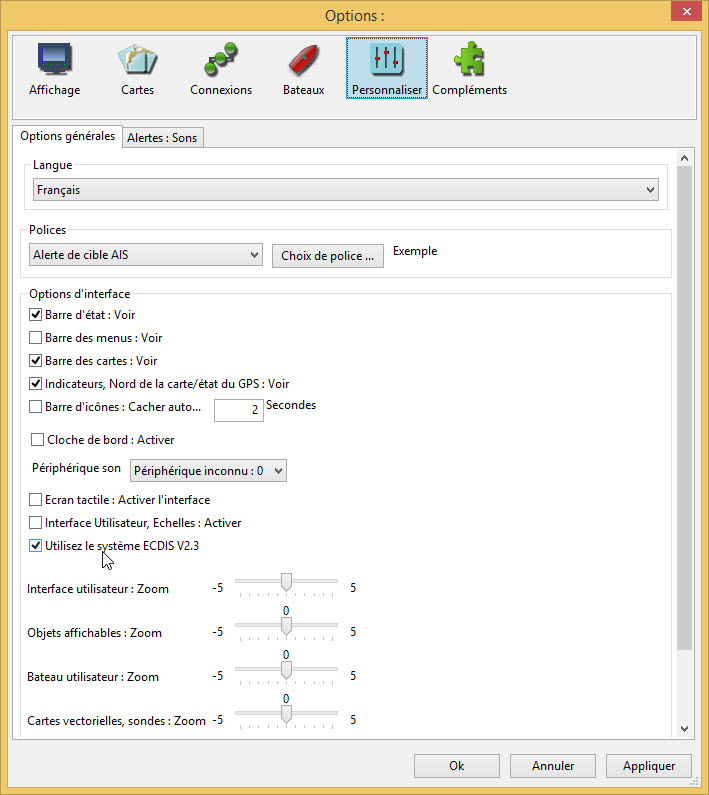 Options :
Affichage Cartes Connexions Bateaux Personnaliser Compléments
Options générales Alertes : Sons
Langue
Français
Polices
Alerte de cible AIS Choix de police ... Exemple
Options d'interface
Barre d'état : Voir
Barre des menus : Voir
Barre des cartes : Voir
Indicateurs, Nord de la carte/état du GPS : Voir
Barre d'icônes : Cacher auto... 2 Secondes
Cloche de bord : Activer
Périphérique son Périphérique inconnu : 0
Ecran tactile : Activer l'interface
Interface Utilisateur, Echelles : Activer
Utilisez le système ECDIS V2.3
Interface utilisateur : Zoom -5 5
0
Objets affichables : Zoom -5 5
0
Bateau utilisateur : Zoom -5 5
0
Cartes vectorielles, sondes : Zoom -5 5
Ok Annuler Appliquer